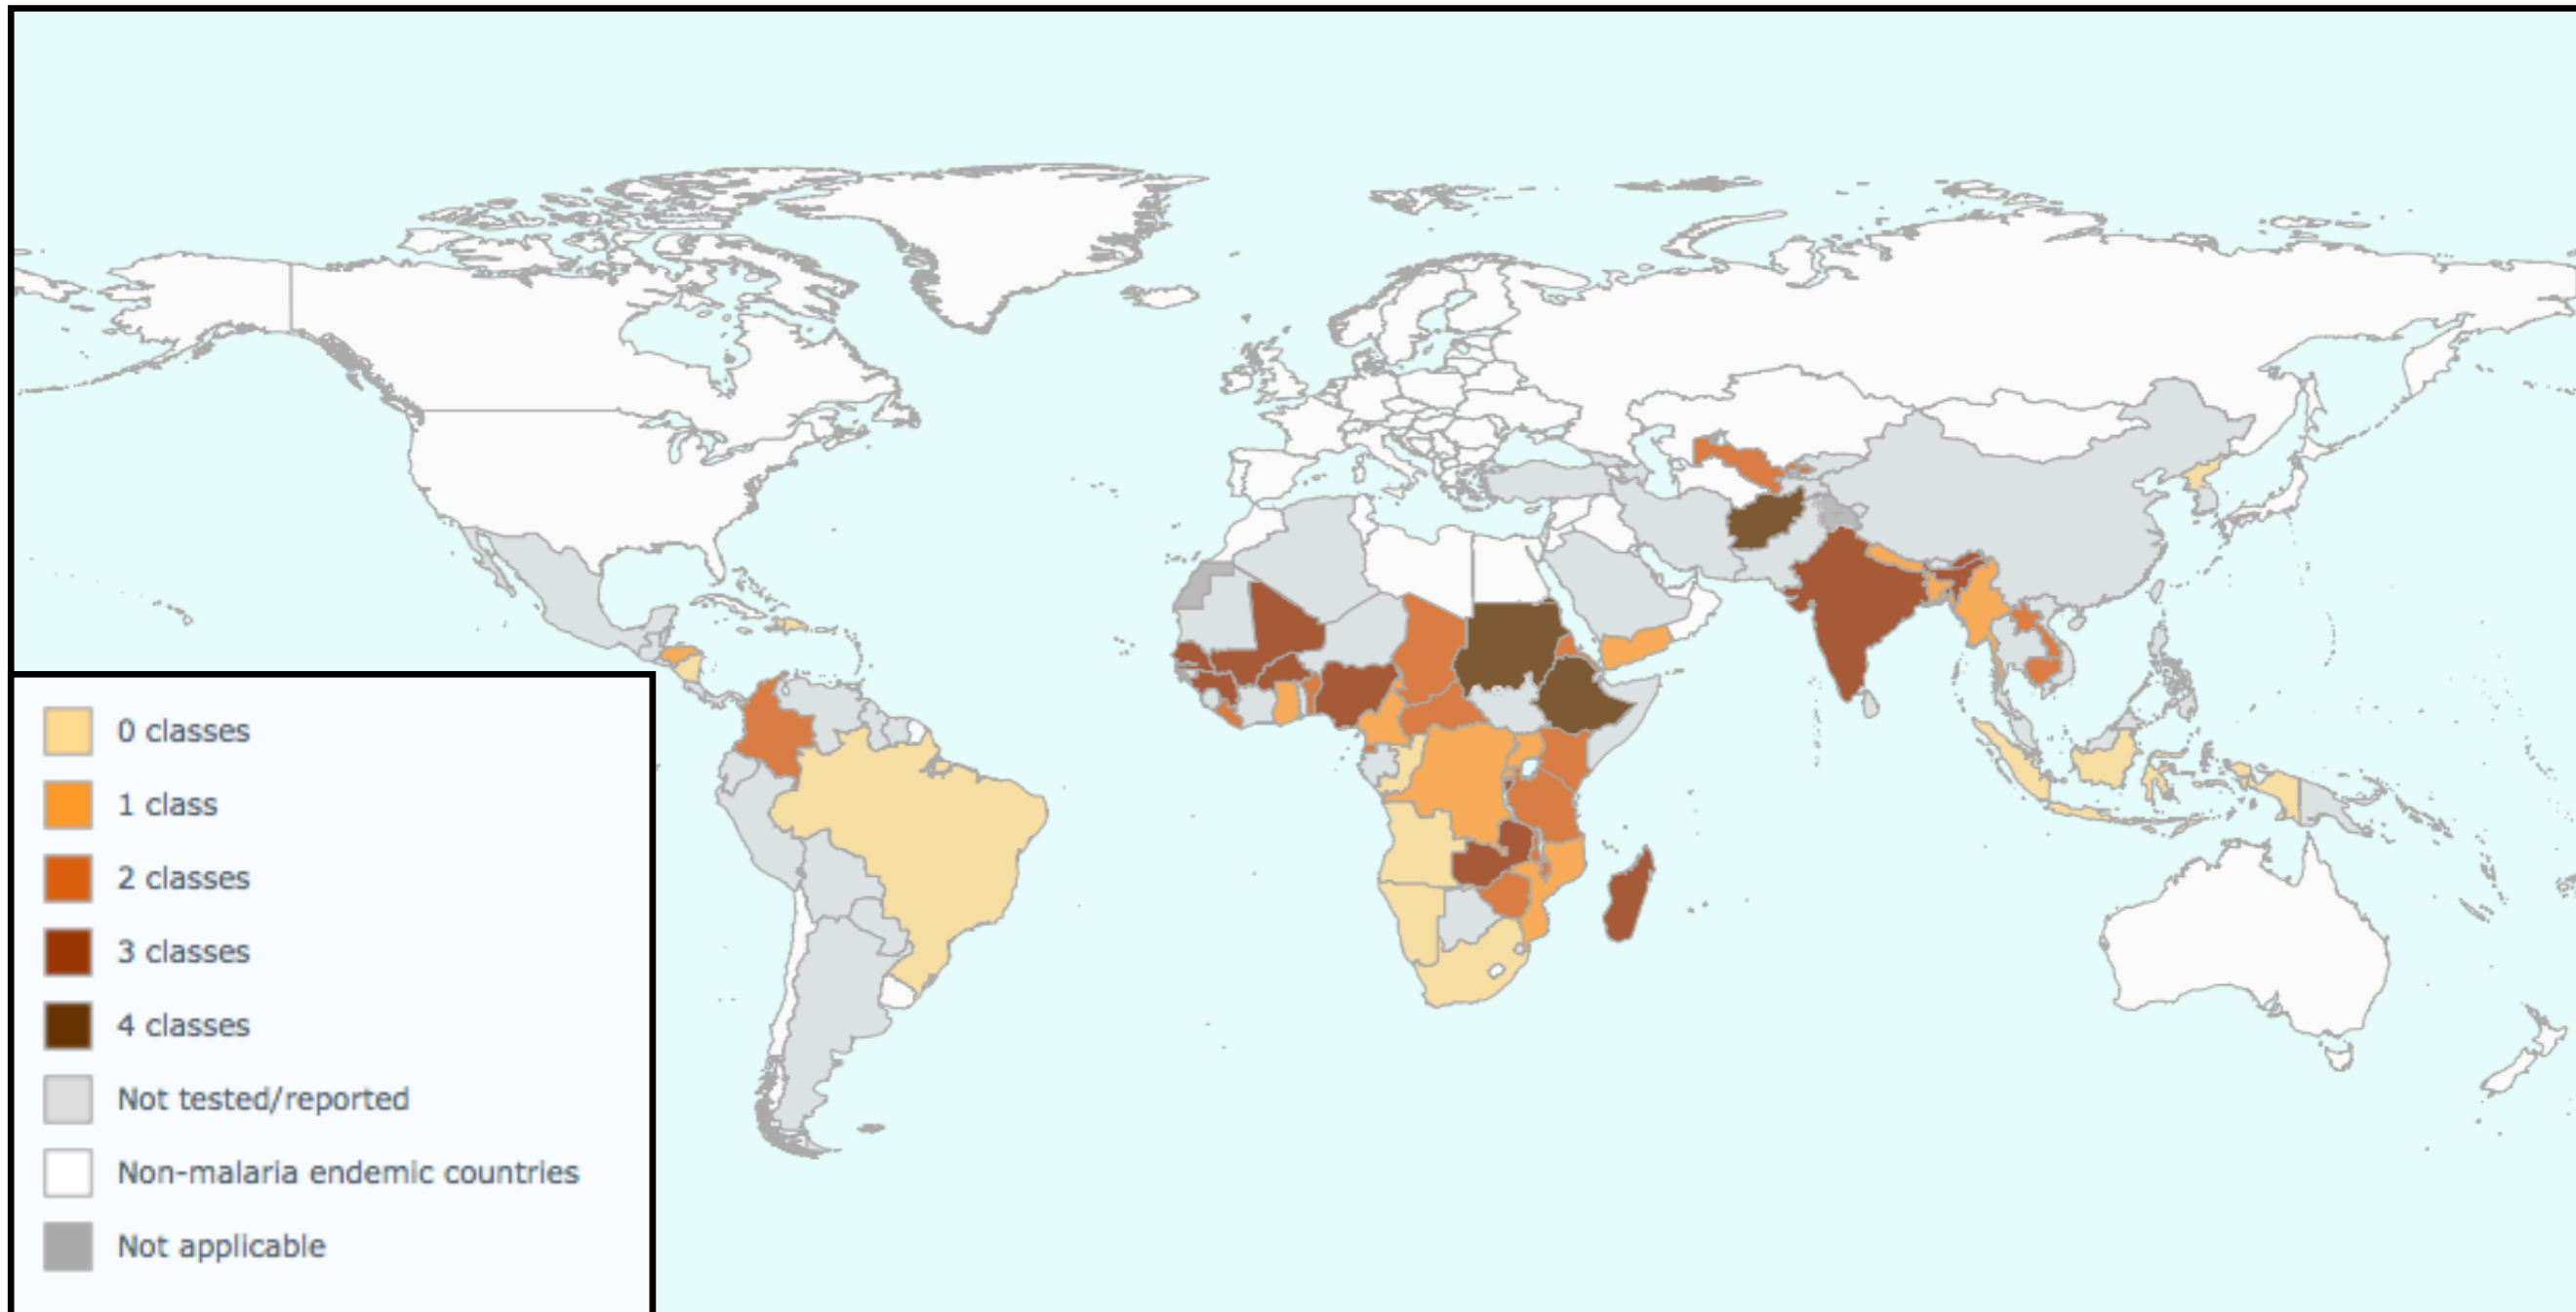 0 classes
1 class
2 classes
3 classes
4 classes
Not tested/reported
Non-malaria endemic countries
Not applicable